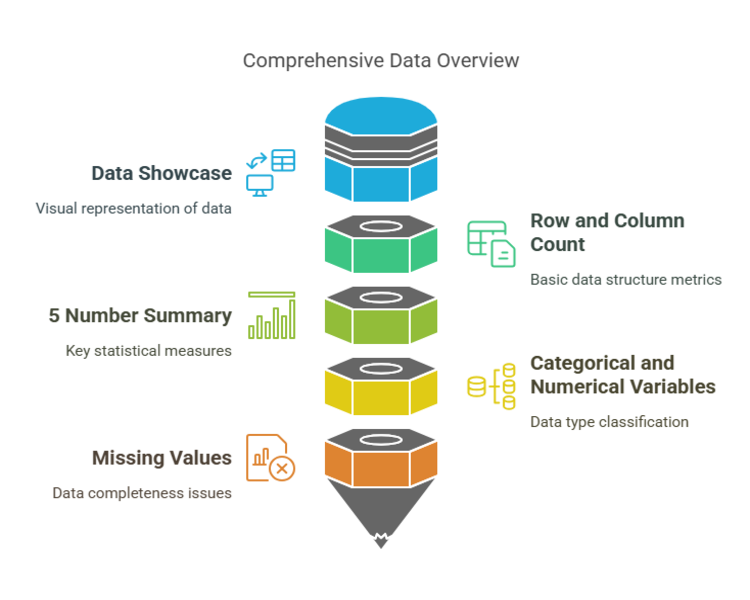 Comprehensive Data Overview
Data Showcase
Visual representation of data
Row and Column
Count
Basic data structure metrics
5 Number Summary
Key statistical measures
Categorical and
Numerical Variables
Data type classification
Missing Values
Data completeness issues